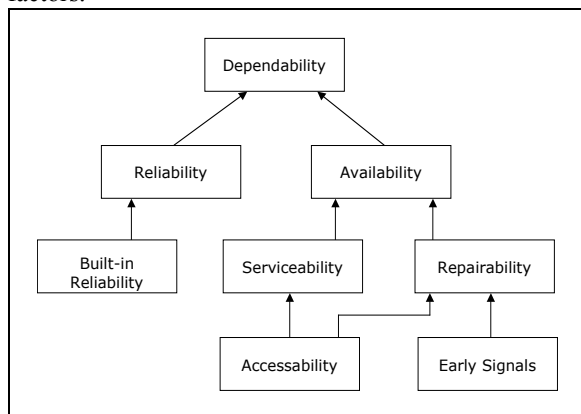 factors.
Dependability
Reliability
Availability
Built-in
Reliability
Serviceability
Repairability
Accessability
Early Signals